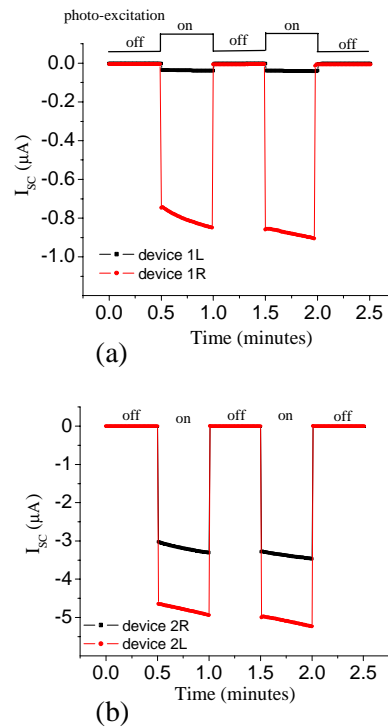 photo-excitation
on on
off off off
0.0
-0.2
-0.4
-0.6
-0.8
-1.0
I_SC (μA)
device 1L
device 1R
0.0 0.5 1.0 1.5 2.0 2.5
Time (minutes)
(a)
off on off on off
0
-1
-2
-3
-4
-5
I_SC (μA)
device 2R
device 2L
0.0 0.5 1.0 1.5 2.0 2.5
Time (minutes)
(b)